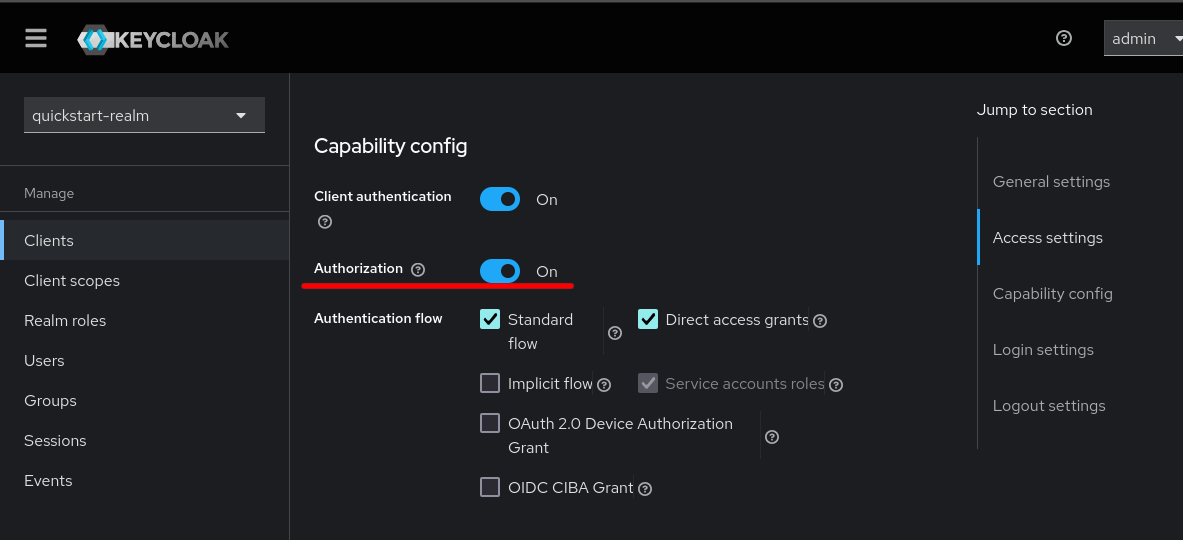 KEYCLOAK
admin
quickstart-realm
Manage
Clients
Client scopes
Realm roles
Users
Groups
Sessions
Events
Capability config
Client authentication
On
Authorization
On
Authentication flow
Standard
flow
Direct access grants
Implicit flow
Service accounts roles
OAuth 2.0 Device Authorization
Grant
OIDC CIBA Grant
Jump to section
General settings
Access settings
Capability config
Login settings
Logout settings